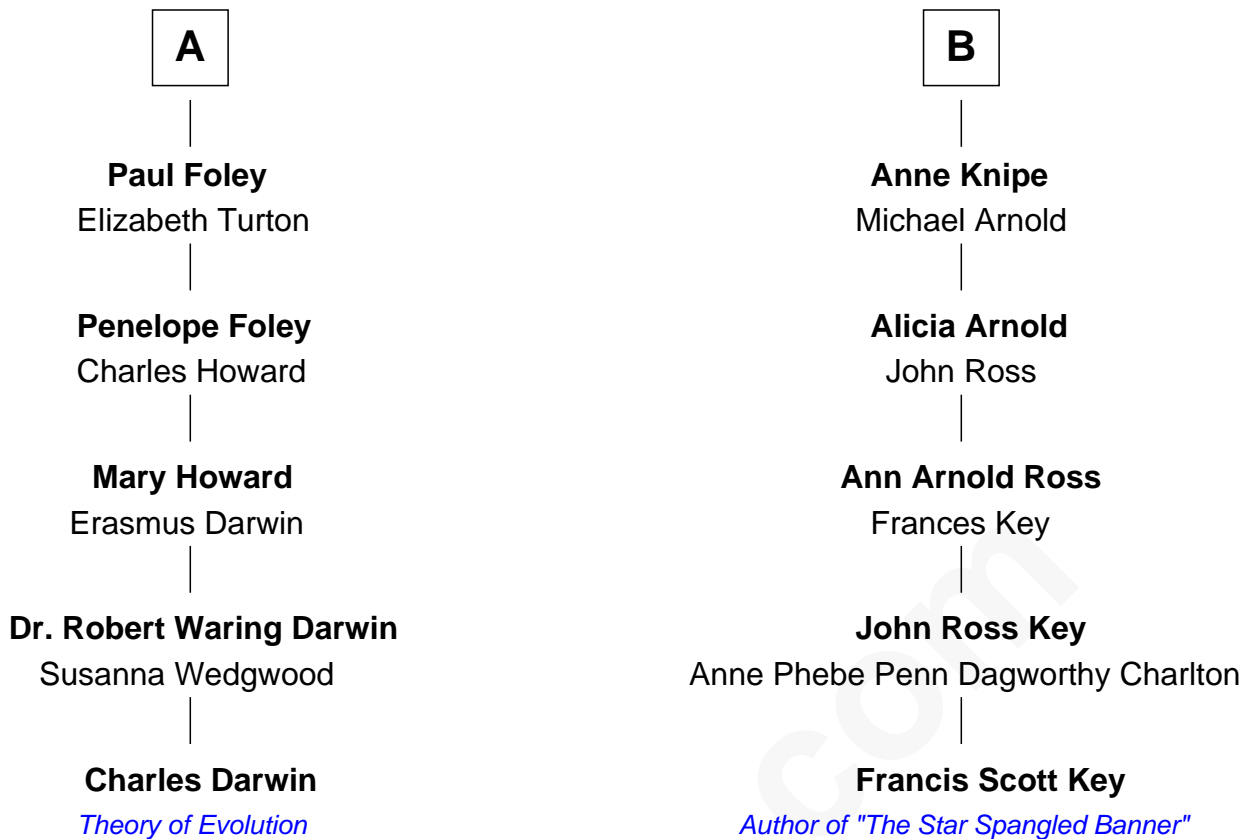 A
Paul Foley
Elizabeth Turton
Penelope Foley
Charles Howard
Mary Howard
Erasmus Darwin
Dr. Robert Waring Darwin
Susanna Wedgwood
Charles Darwin
Theory of Evolution
B
Anne Knipe
Michael Arnold
Alicia Arnold
John Ross
Ann Arnold Ross
Frances Key
John Ross Key
Anne Phebe Penn Dagworthy Charlton
Francis Scott Key
Author of "The Star Spangled Banner"
com